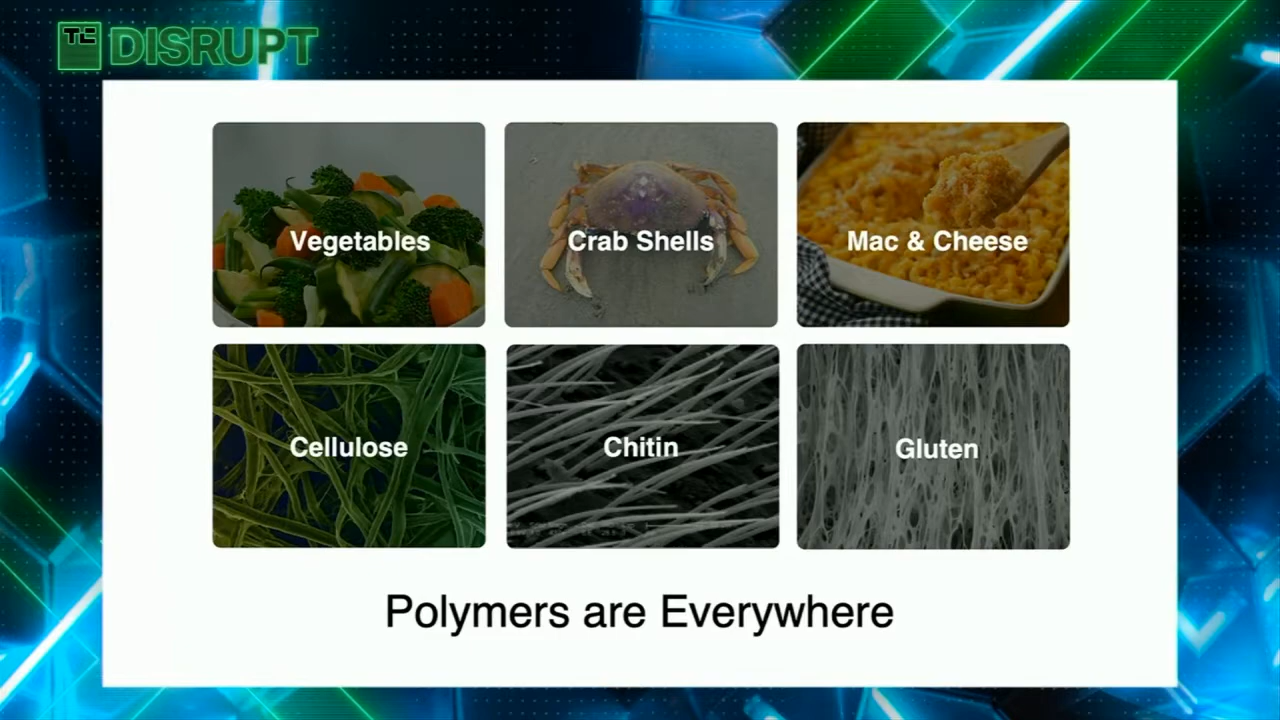 TC DISRUPT
Vegetables
Crab Shells
Mac & Cheese
Cellulose
Chitin
Gluten
Polymers are Everywhere